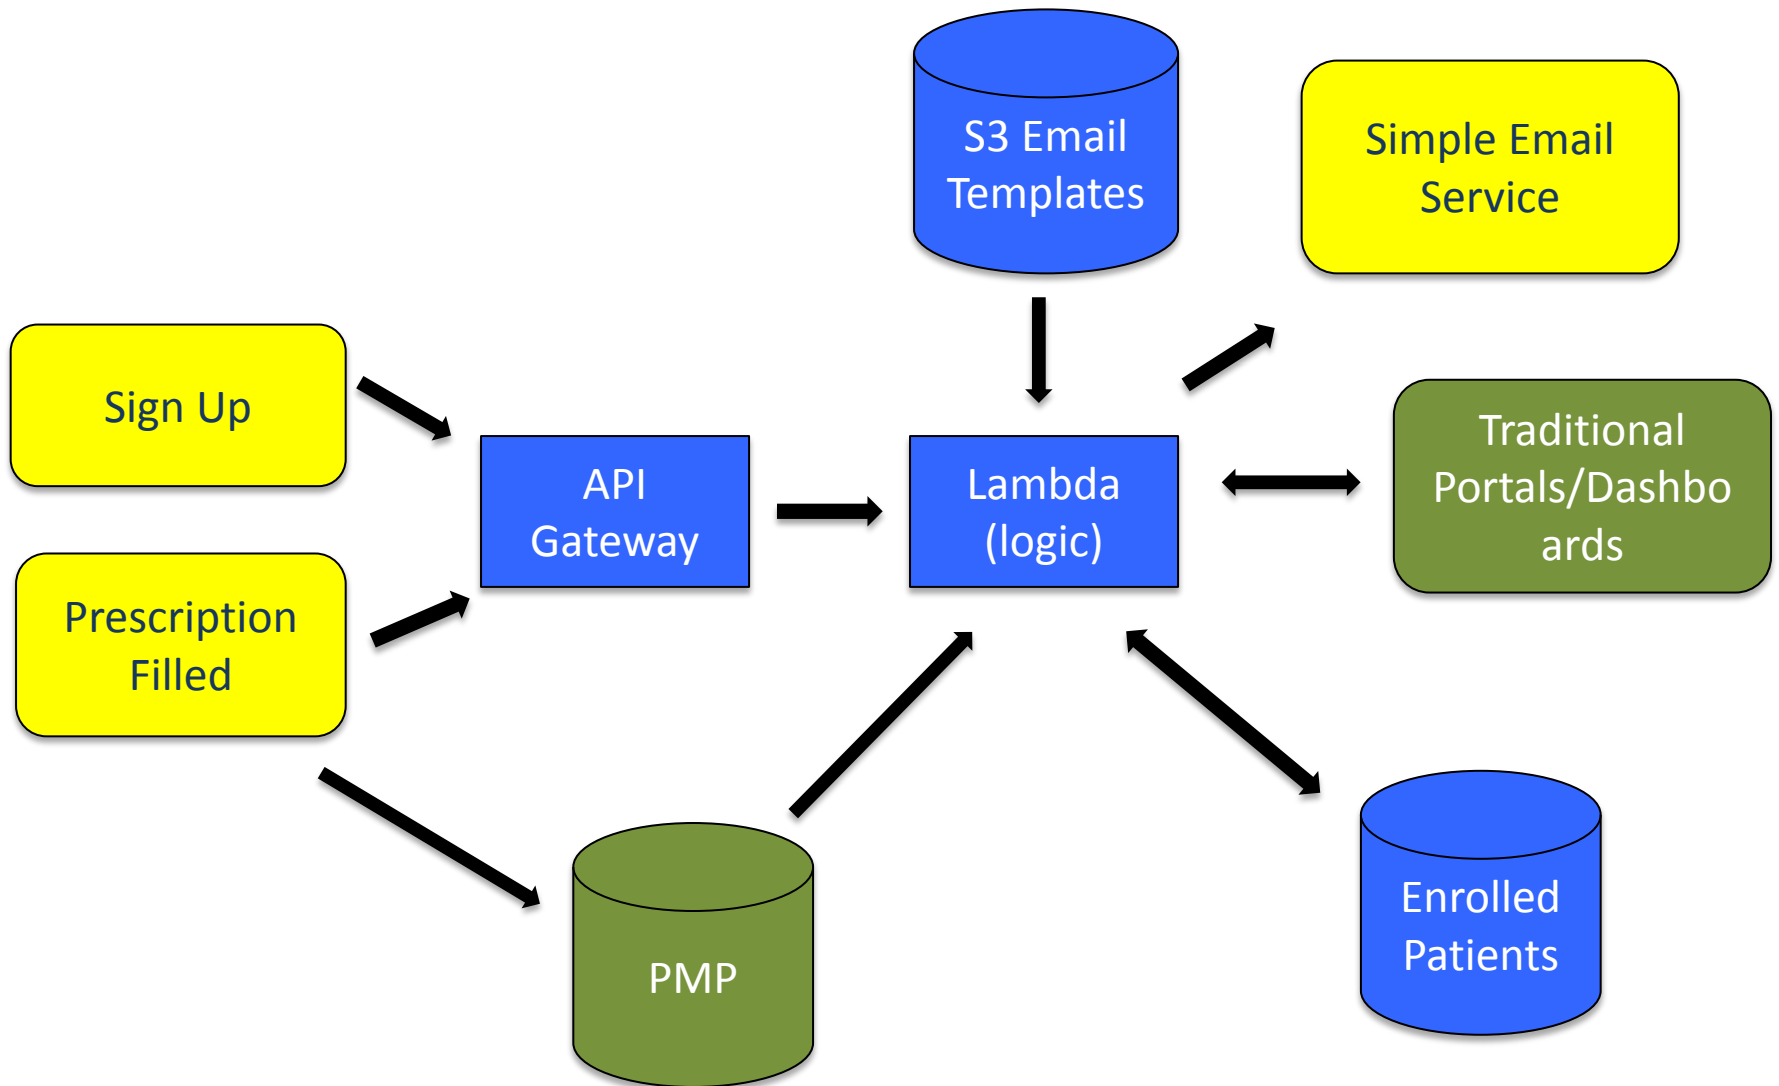 S3 Email
Templates
Simple Email
Service
Sign Up
API
Gateway
Lambda
(logic)
Traditional
Portals/Dashbo
ards
Prescription
Filled
PMP
Enrolled
Patients